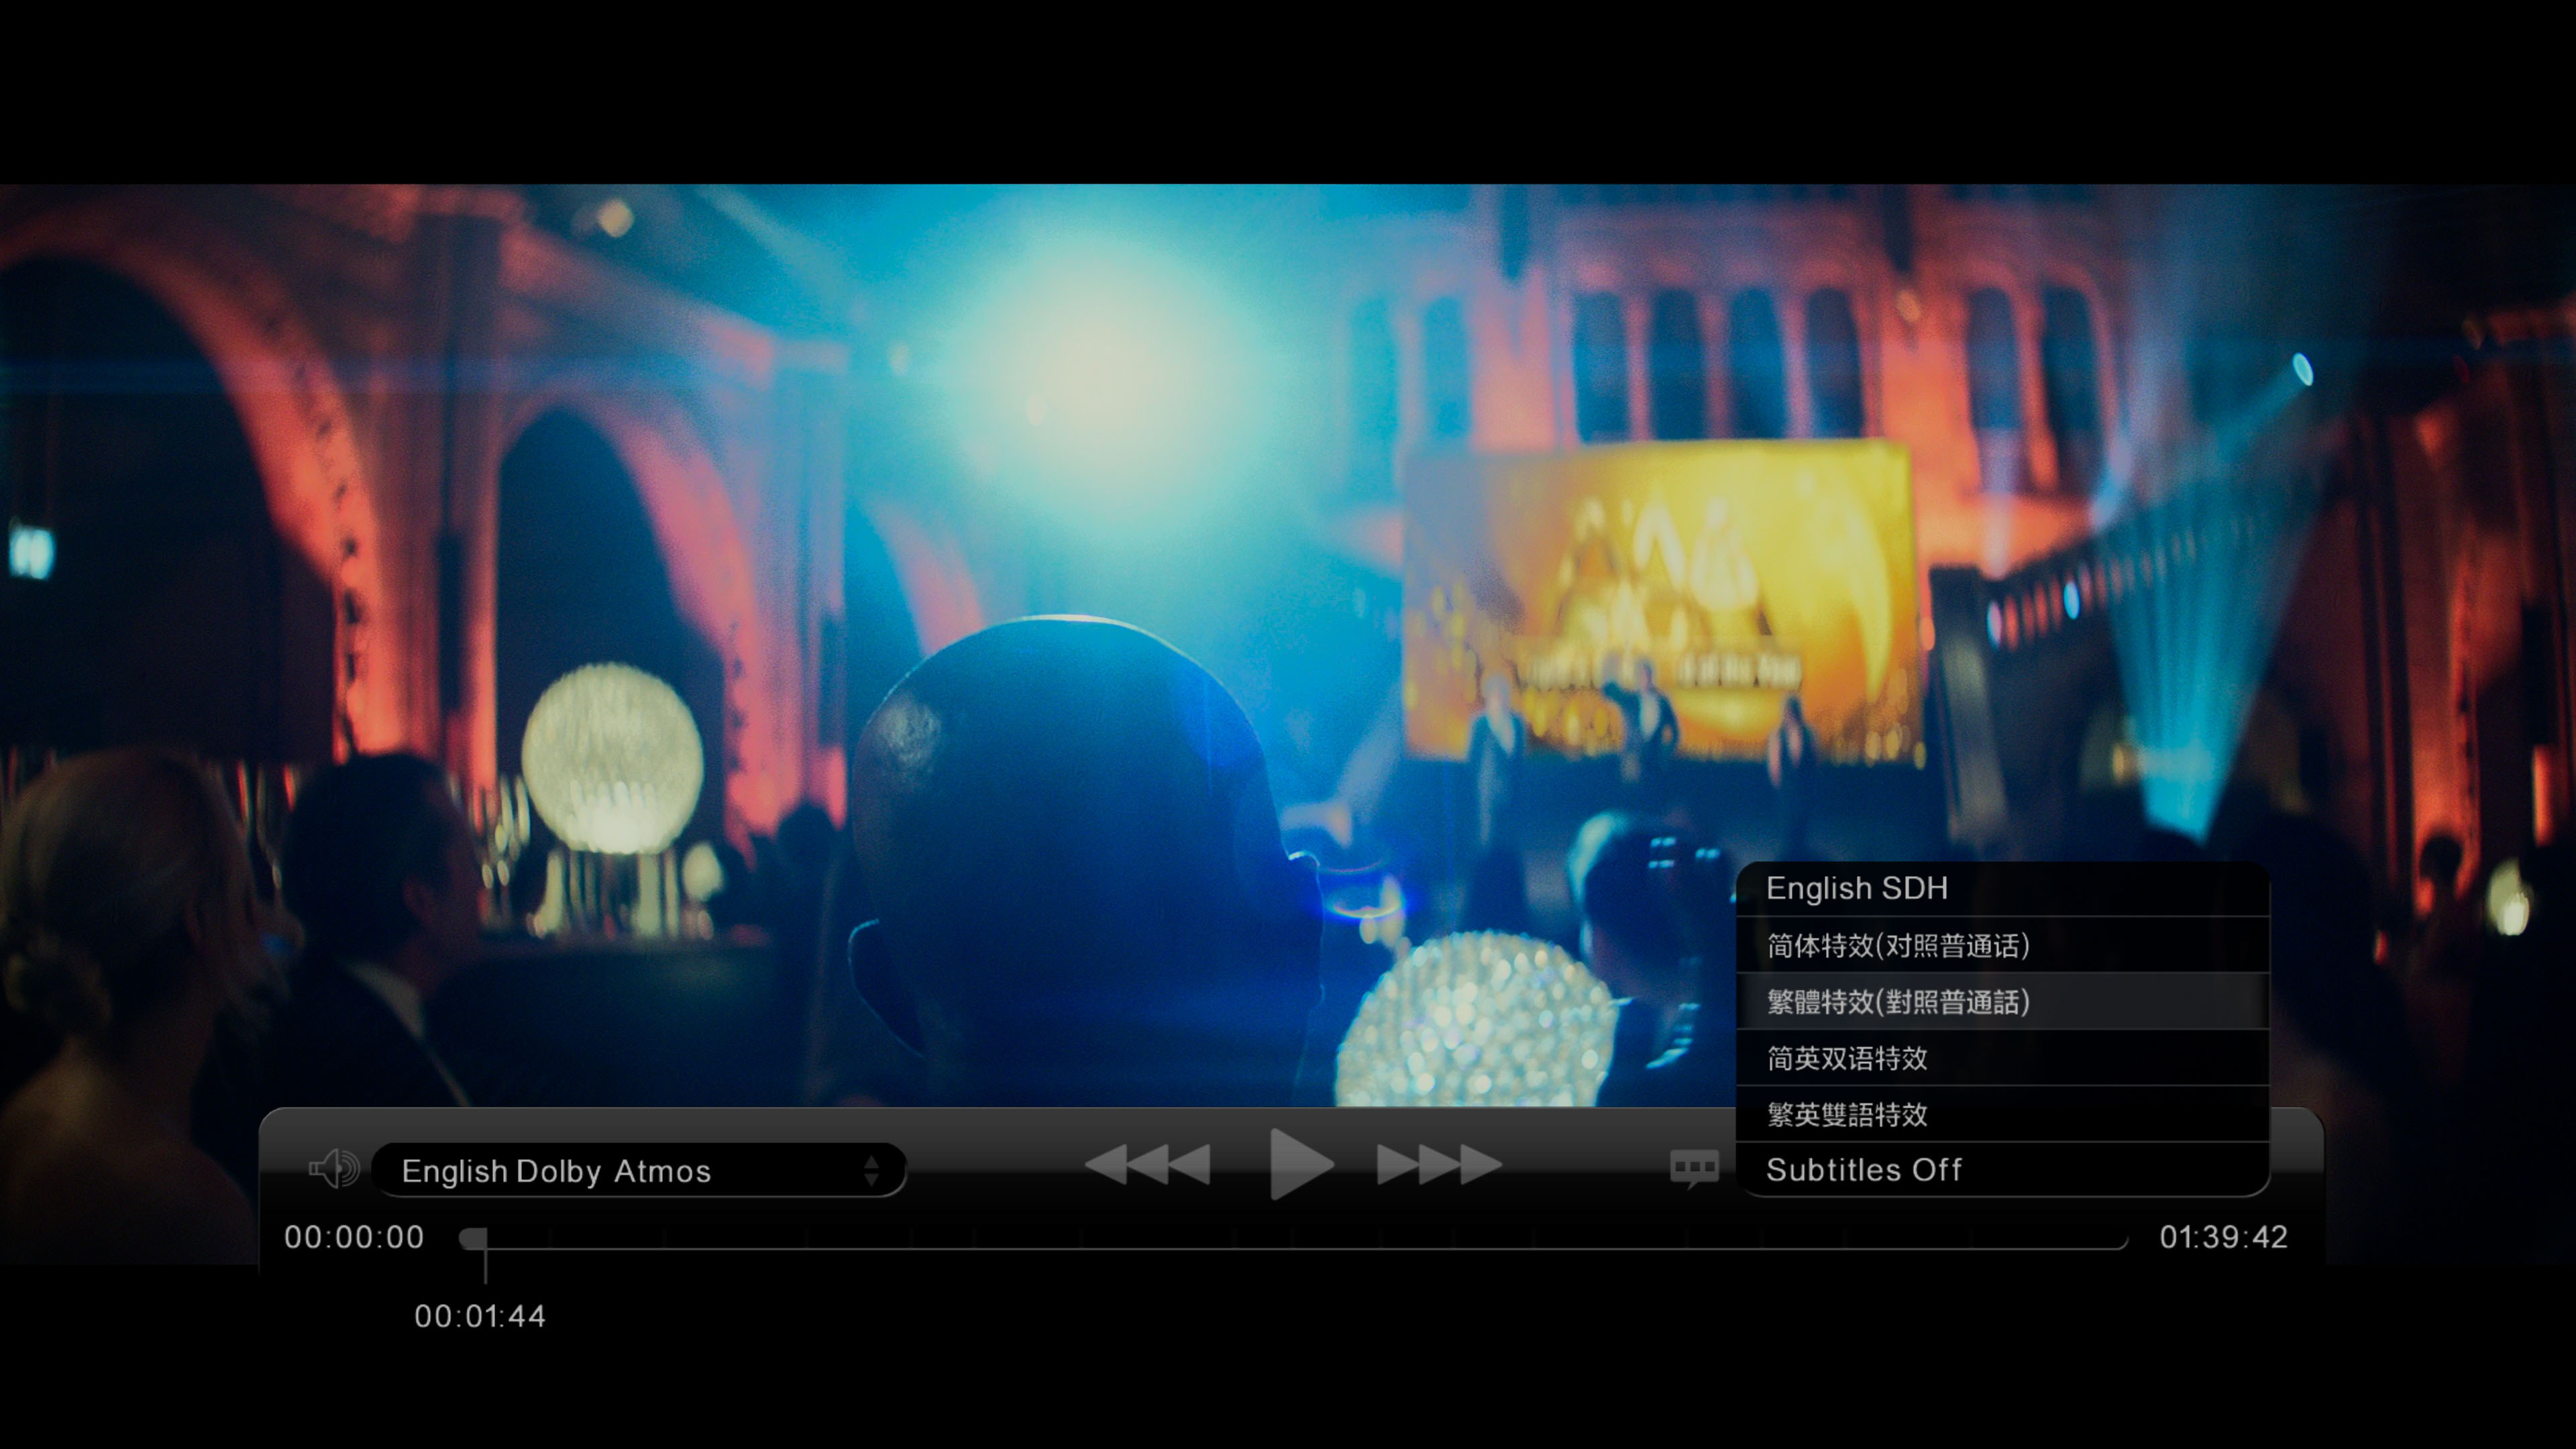 English SDH
简体特效(对照普通话)
繁體特效(對照普通話)
简英双语特效
繁英雙語特效
Subtitles Off
English Dolby Atmos
00:00:00
01:39:42
00:01:44